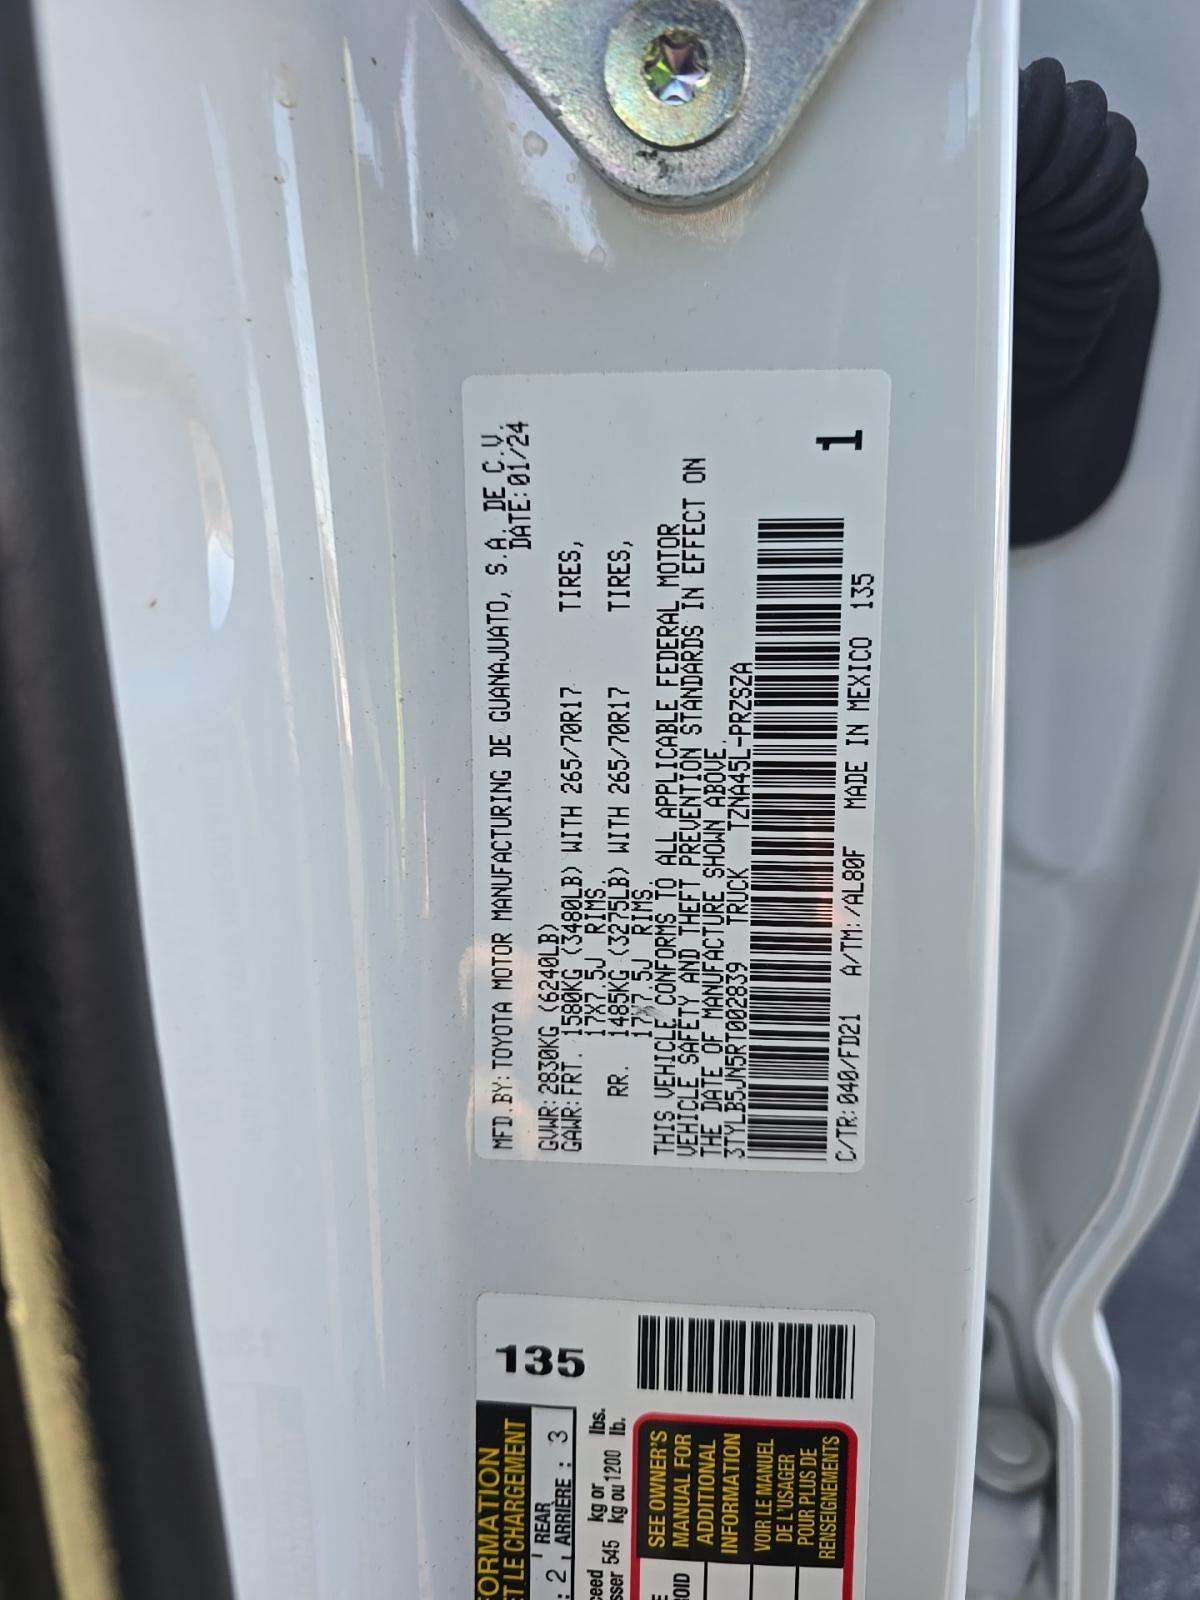 MFD.BY:TOYOTA MOTOR MANUFACTURING DE GUANAJUATO, S.A. DE C.V.
DATE:01/24
GVWR:2830KG (6240LB)
GAWR:FRT. 1580KG (3480LB) WITH 265/70R17 TIRES,
17X7.5J RIMS.
RR. 1485KG (3275LB) WITH 265/70R17 TIRES,
17X7.5J RIMS.
THIS VEHICLE CONFORMS TO ALL APPLICABLE FEDERAL MOTOR
VEHICLE SAFETY AND THEFT PREVENTION STANDARDS IN EFFECT ON
THE DATE OF MANUFACTURE SHOWN ABOVE.
3TYLB5JN5RT002839 TRUCK TZNA45L-PRZSZA
1
C/TR:040/FD21 A/TM:/AL80F MADE IN MEXICO 135
135
ET LE CHARGEMENT
: 2 , REAR ARRIÈRE : 3
kg or lbs.
545 kg ou 1200 lb.
SEE OWNER'S
MANUAL FOR
ADDITIONAL
INFORMATION
VOIR LE MANUEL
DE L'USAGER
POUR PLUS DE
RENSEIGNEMENTS